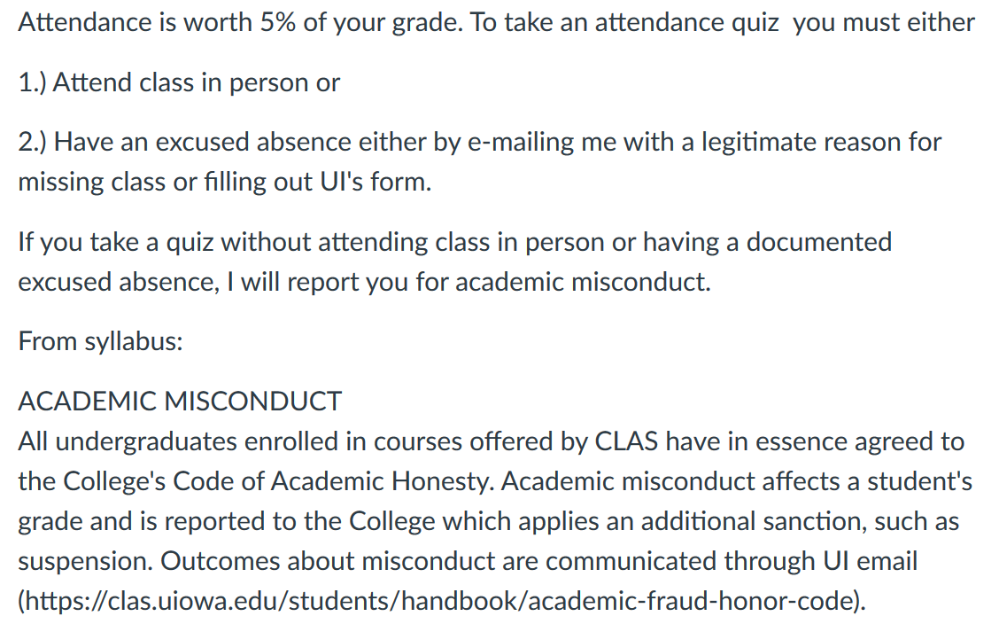 Attendance is worth 5% of your grade. To take an attendance quiz  you must either
1.) Attend class in person or
2.) Have an excused absence either by e-mailing me with a legitimate reason for
missing class or filling out UI's form.
If you take a quiz without attending class in person or having a documented
excused absence, I will report you for academic misconduct.
From syllabus:
ACADEMIC MISCONDUCT
All undergraduates enrolled in courses offered by CLAS have in essence agreed to
the College's Code of Academic Honesty. Academic misconduct affects a student's
grade and is reported to the College which applies an additional sanction, such as
suspension. Outcomes about misconduct are communicated through UI email
(https://clas.uiowa.edu/students/handbook/academic-fraud-honor-code).